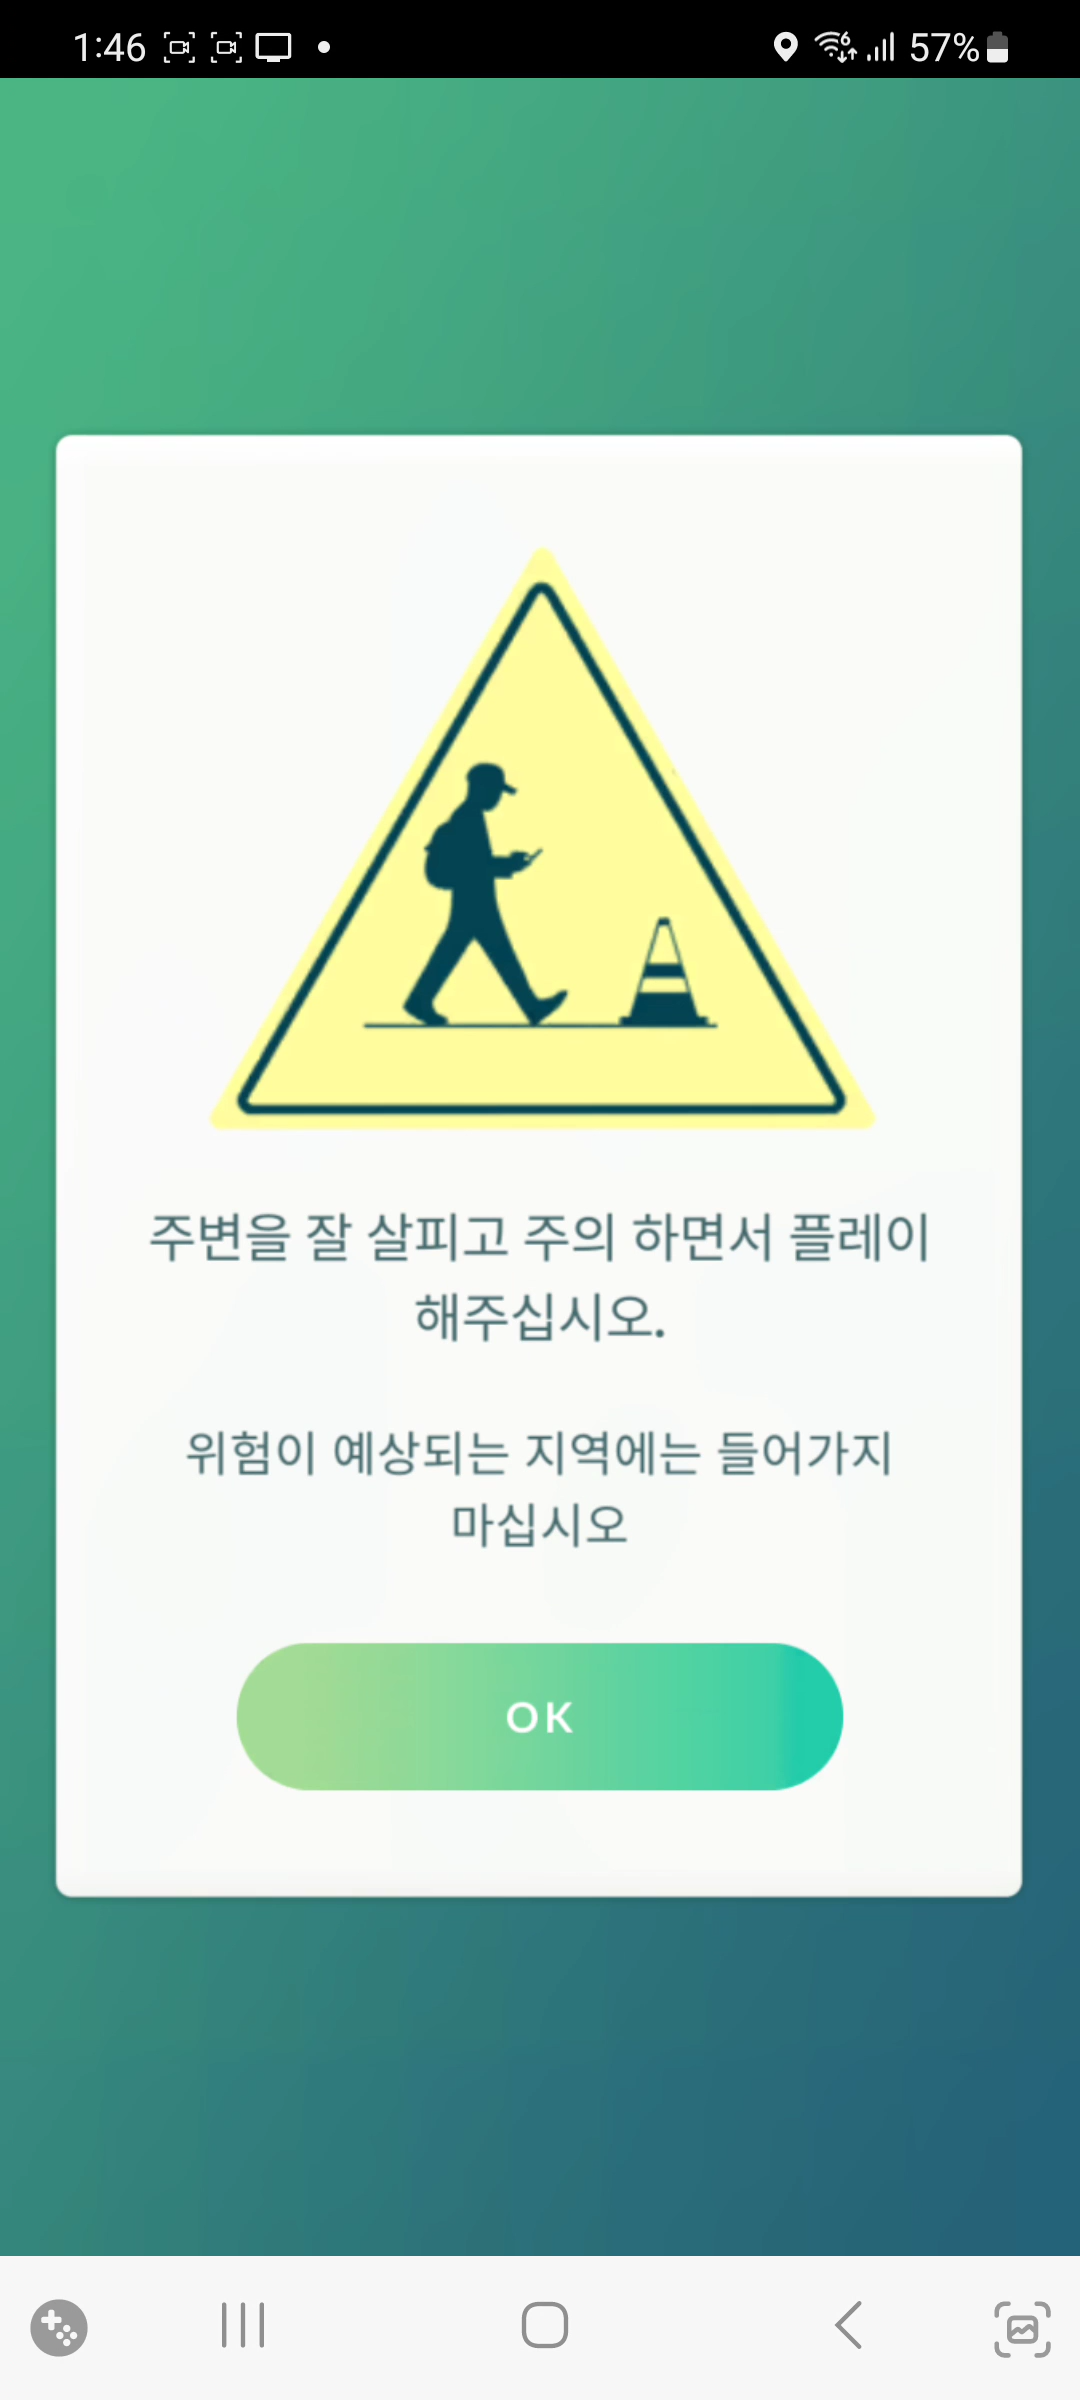 1:46
57%
주변을 잘 살피고 주의 하면서 플레이
해주십시오.
위험이 예상되는 지역에는 들어가지
마십시오
OK